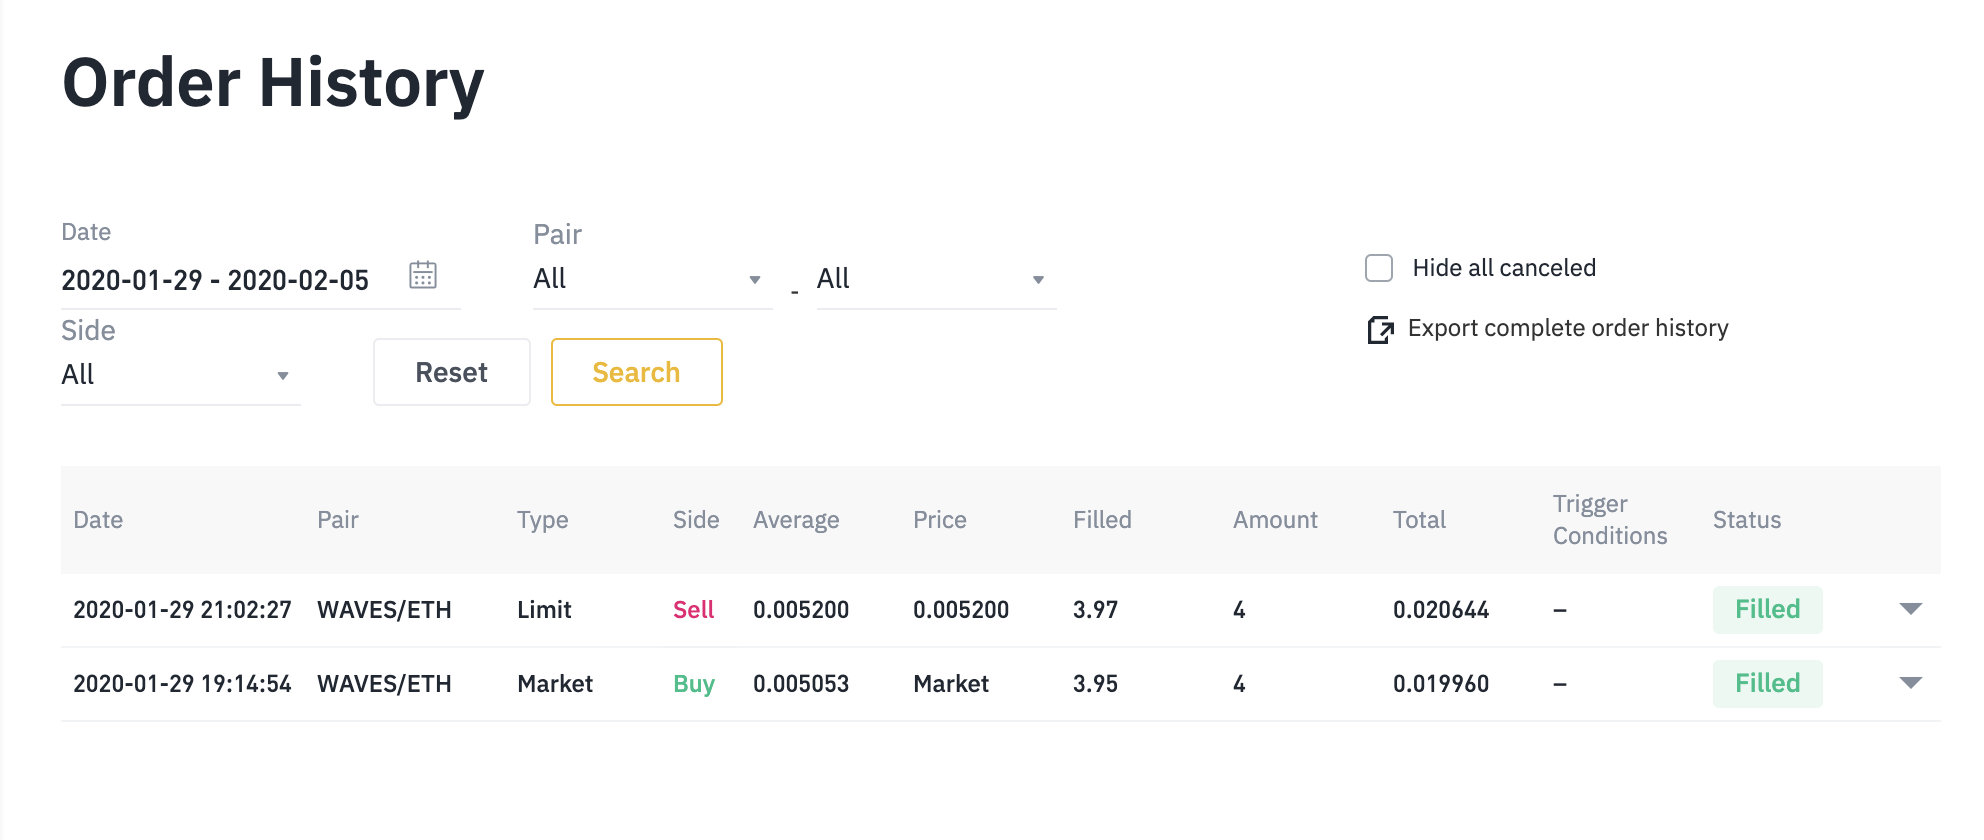 Order History
Date
2020-01-29 - 2020-02-05
Pair
All - All
Side
All
Reset
Search
Hide all canceled
Export complete order history
Date Pair Type Side Average Price Filled Amount Total Trigger Conditions Status
2020-01-29 21:02:27 WAVES/ETH Limit Sell 0.005200 0.005200 3.97 4 0.020644 – Filled
2020-01-29 19:14:54 WAVES/ETH Market Buy 0.005053 Market 3.95 4 0.019960 – Filled